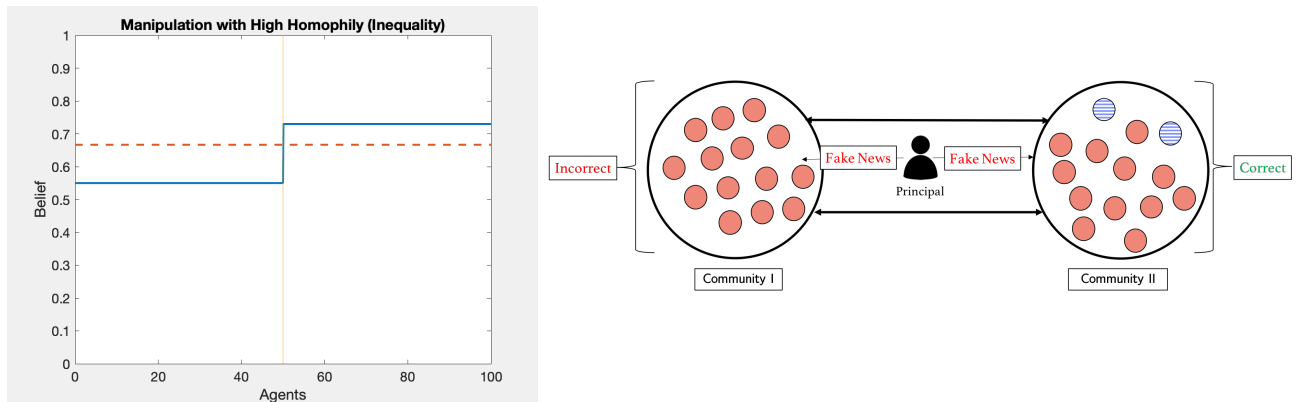 Manipulation with High Homophily (Inequality)
1
0.9
0.8
0.7
0.6
0.5
0.4
0.3
0.2
0.1
0
Belief
0 20 40 60 80 100
Agents
Incorrect
Fake News
Fake News
Principal
Correct
Community I
Community II